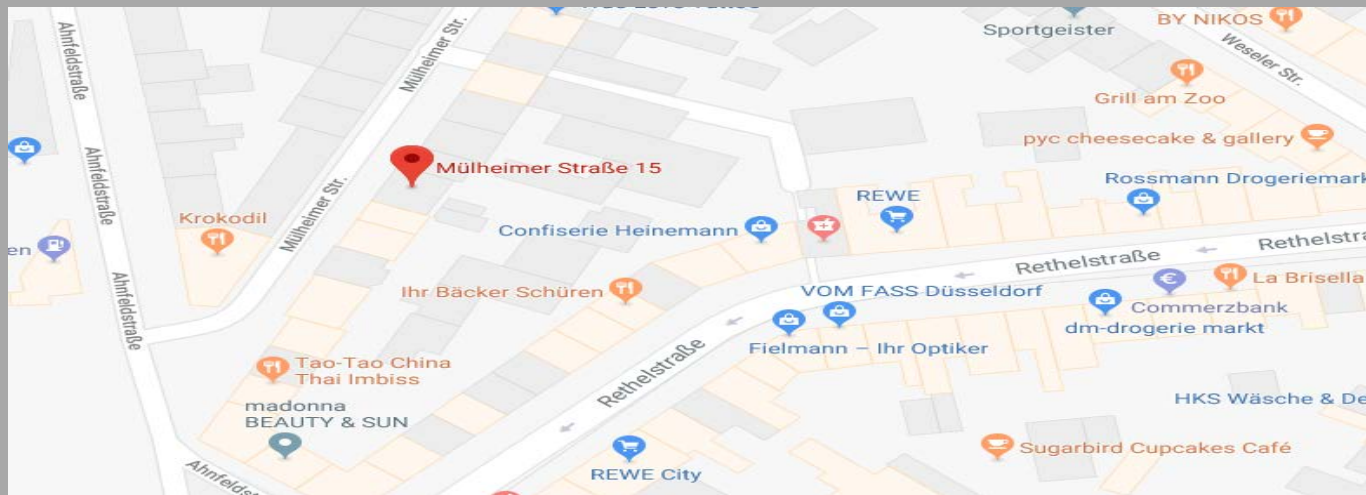 BY NIKOS
Sportgeister
Weseler Str.
Ahnfeldstraße
Mülheimer Str.
Grill am Zoo
pyc cheesecake & gallery
Ahnfeldstraße
Mülheimer Straße 15
Rossmann Drogeriemark
REWE
Mülheimer Str.
Krokodil
Confiserie Heinemann
Rethelstra
Rethelstraße
en
La Brisella
Ihr Bäcker Schüren
VOM FASS Düsseldorf
Commerzbank
Ahnfeldstraße
dm-drogerie markt
Fielmann – Ihr Optiker
Tao-Tao China
Thai Imbiss
Rethelstraße
madonna
BEAUTY & SUN
HKS Wäsche & De
Sugarbird Cupcakes Café
REWE City
Ahnfelds